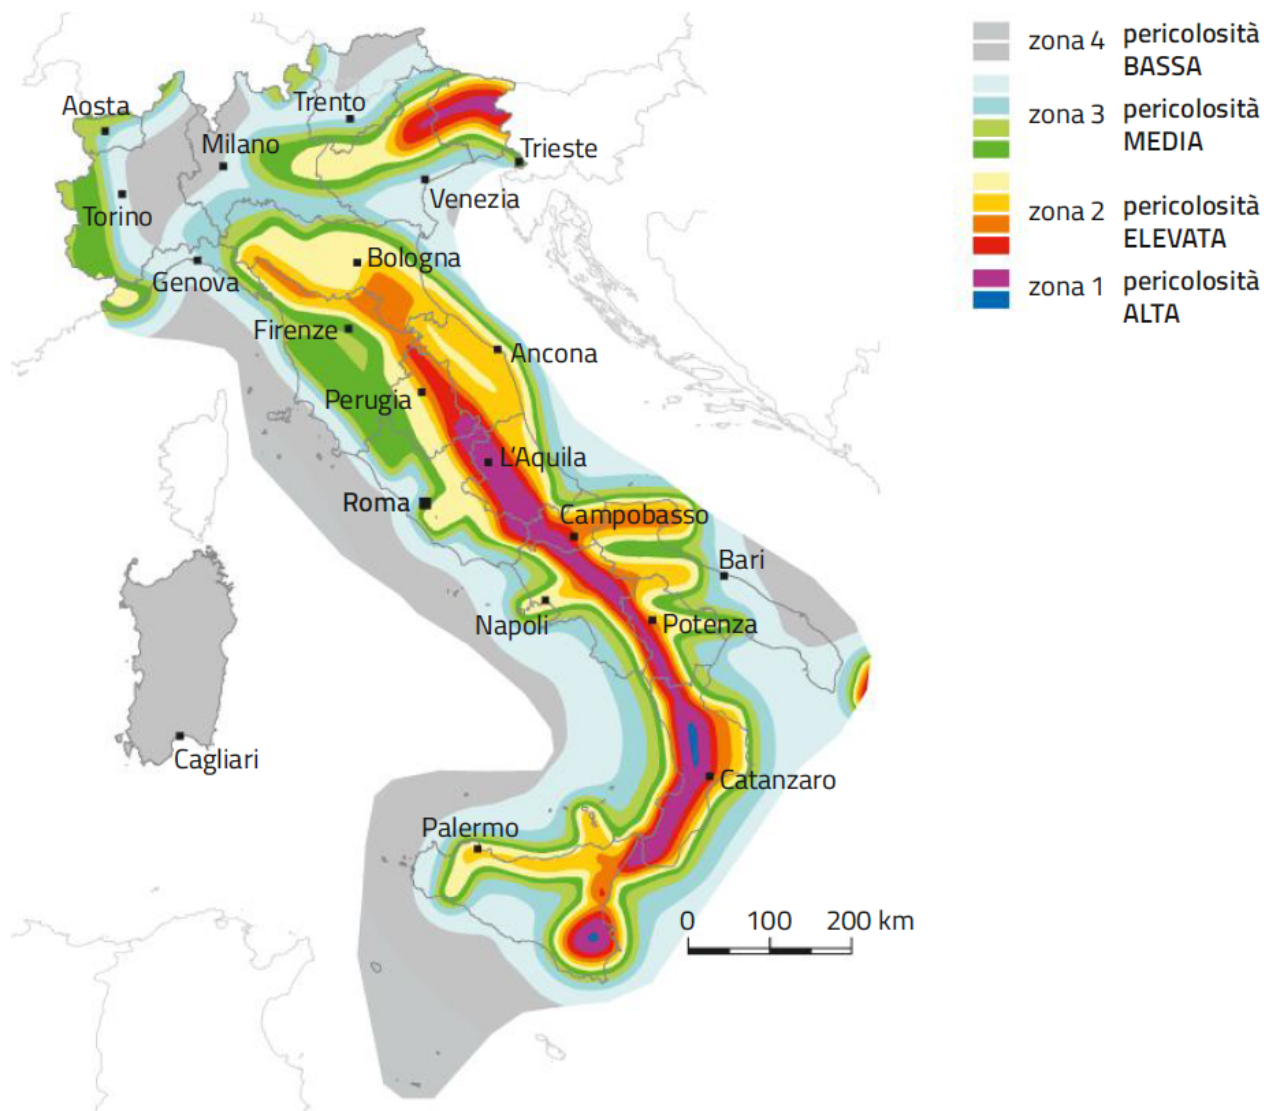 Aosta
Trento
Milano
Trieste
Torino
Venezia
Genova
Bologna
Firenze
Ancona
Perugia
L'Aquila
Roma
Campobasso
Bari
Napoli
Potenza
Cagliari
Catanzaro
Palermo
0 100 200 km
zona 4 pericolosità
BASSA
zona 3 pericolosità
MEDIA
zona 2 pericolosità
ELEVATA
zona 1 pericolosità
ALTA